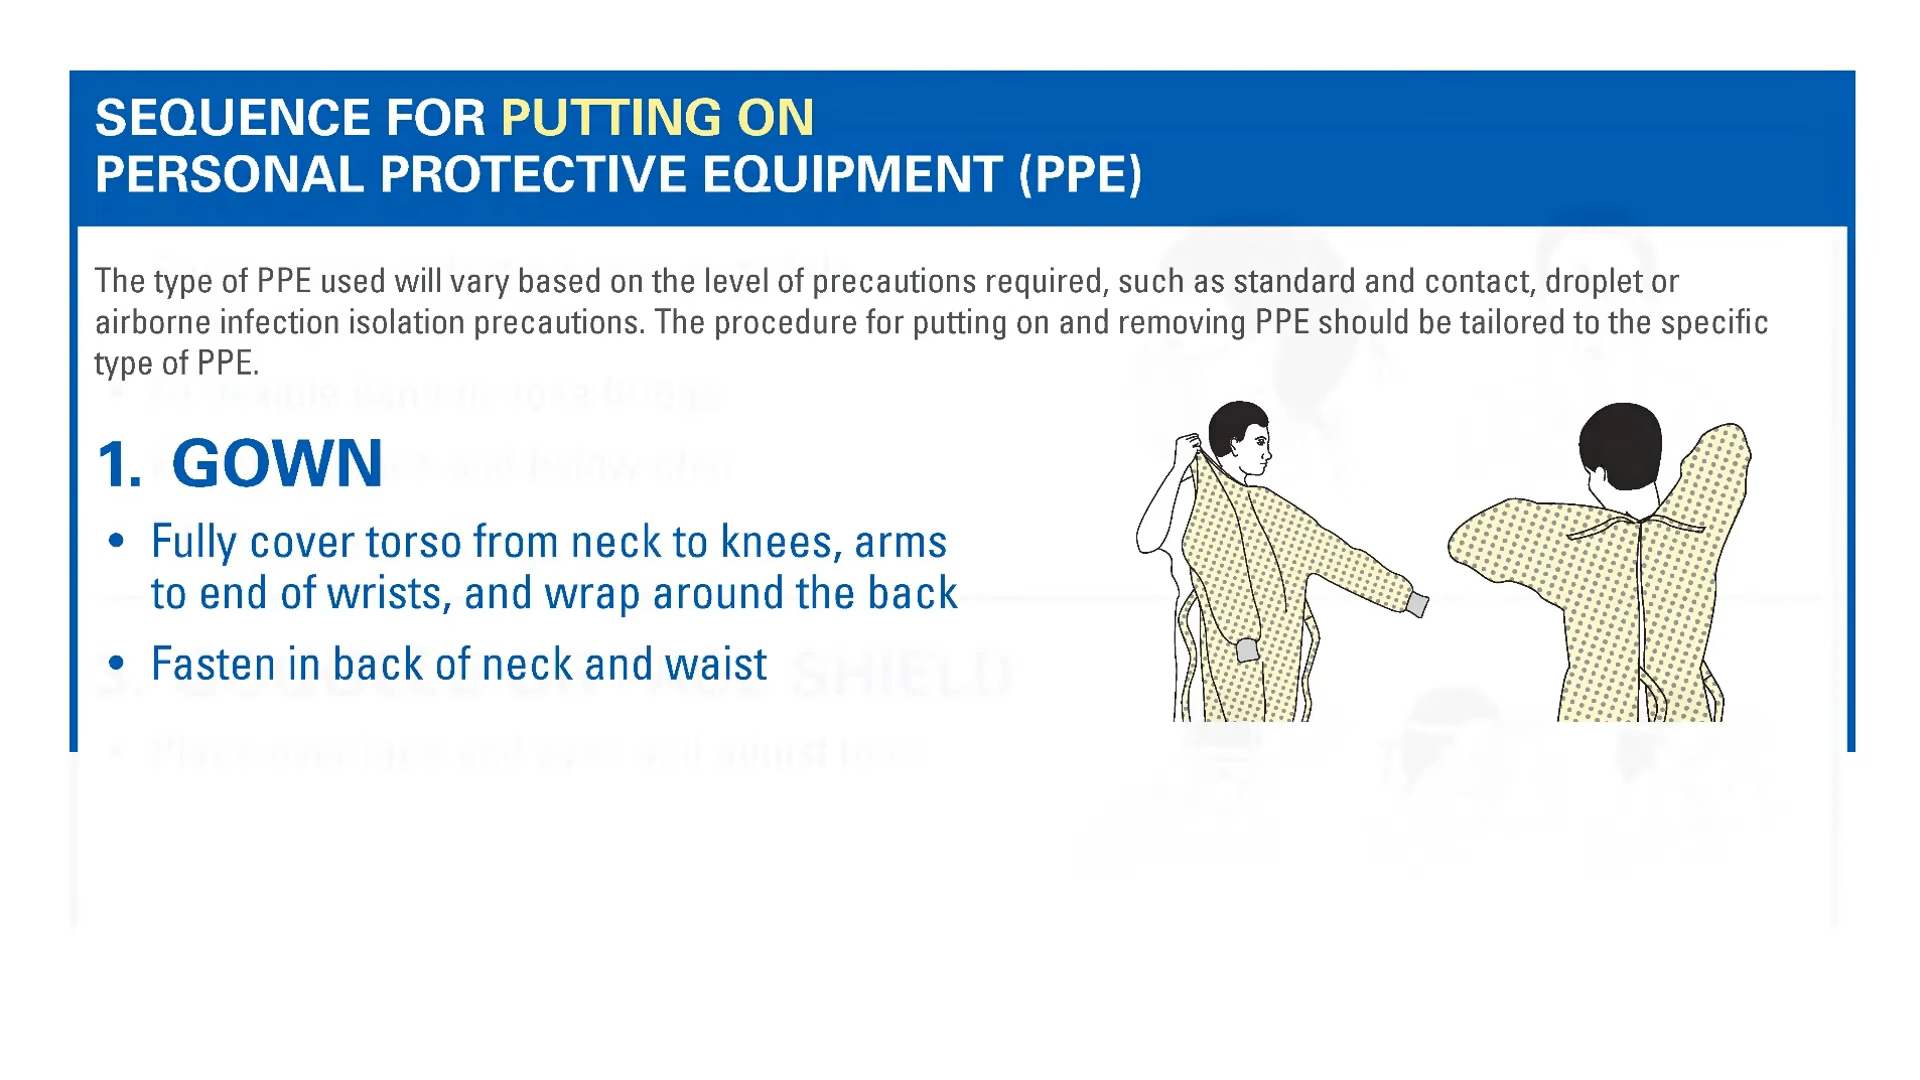 SEQUENCE FOR PUTTING ON
PERSONAL PROTECTIVE EQUIPMENT (PPE)
The type of PPE used will vary based on the level of precautions required, such as standard and contact, droplet or
airborne infection isolation precautions. The procedure for putting on and removing PPE should be tailored to the specific
type of PPE.
1. GOWN
• Fully cover torso from neck to knees, arms
to end of wrists, and wrap around the back
• Fasten in back of neck and waist
SHIELD